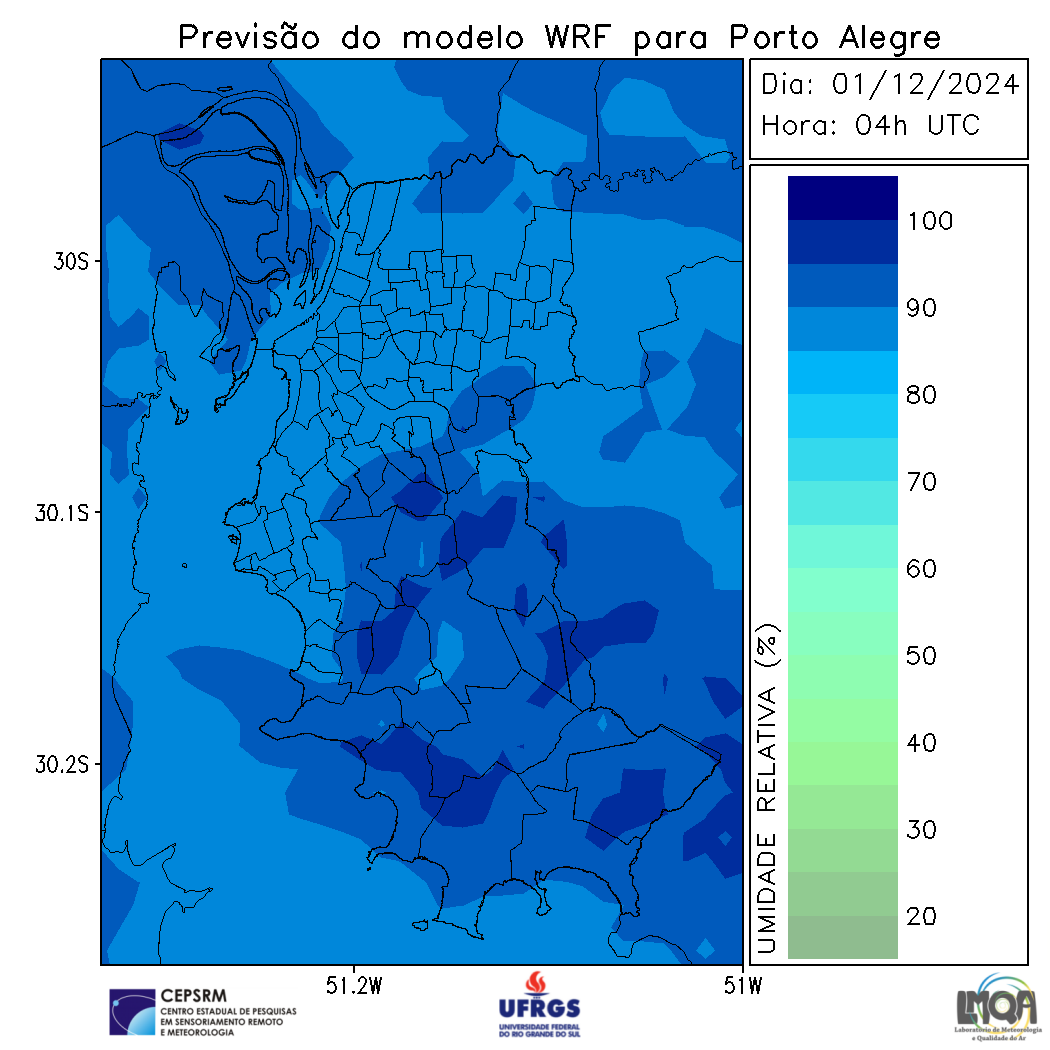 Previsão do modelo WRF para Porto Alegre
Dia: 01/12/2024
Hora: 04h UTC
30S
30.1S
30.2S
51.2W
51W
UMIDADE RELATIVA (%)
100
90
80
70
60
50
40
30
20
CEPSRM
CENTRO ESTADUAL DE PESQUISAS
EM SENSORIAMENTO REMOTO
E METEOROLOGIA
UFRGS
UNIVERSIDADE FEDERAL
DO RIO GRANDE DO SUL
LMQA
Laboratório de Meteorologia
e Qualidade do Ar